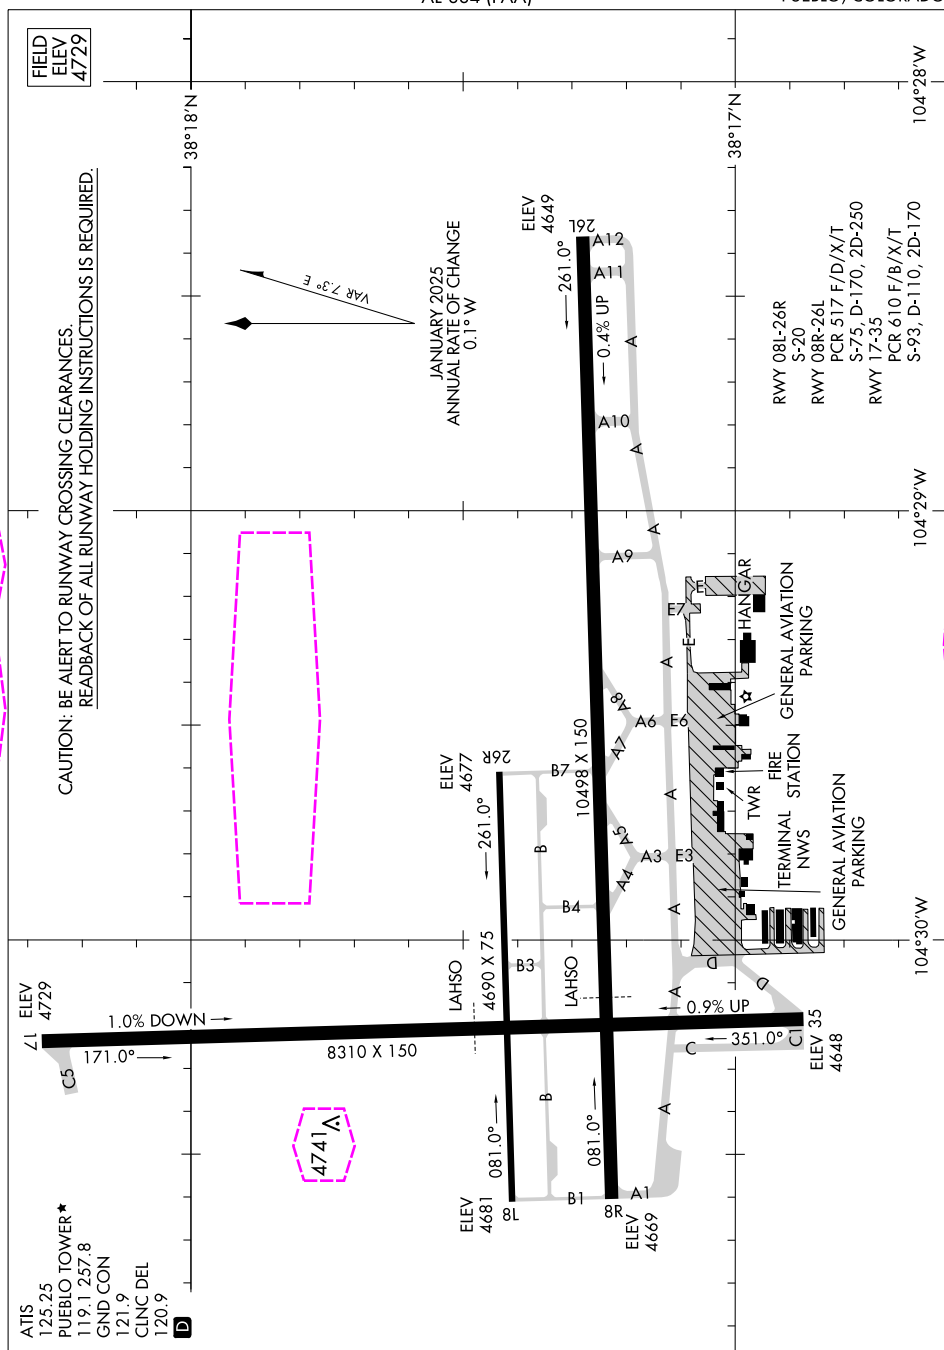 FIELD
ELEV
4729
CAUTION: BE ALERT TO RUNWAY CROSSING CLEARANCES.
READBACK OF ALL RUNWAY HOLDING INSTRUCTIONS IS REQUIRED.
38°18'N
38°17'N
104°28'W
104°29'W
104°30'W
VAR 7.3° E
JANUARY 2025
ANNUAL RATE OF CHANGE
0.1° W
ELEV
4649
26L
261.0°
0.4% UP
A12
A11
A
A10
A
A
A9
RWY 08L-26R
S-20
RWY 08R-26L
PCR 517 F/D/X/T
S-75, D-170, 2D-250
RWY 17-35
PCR 610 F/B/X/T
S-93, D-110, 2D-170
E
E7
E
HANGAR
GENERAL AVIATION
PARKING
A
A8
A6
E6
A7
10498 X 150
ELEV
4677
26R
261.0°
B7
B
A
A5
A3
E3
A4
B4
A
FIRE
STATION
TWR
TERMINAL
NWS
GENERAL AVIATION
PARKING
4690 X 75
LAHSO
B3
LAHSO
D
D
A
ELEV
4729
17
1.0% DOWN
171.0°
8310 X 150
0.9% UP
351.0°
C5
C
C1
ELEV 35
4648
4741
081.0°
B
081.0°
A
ELEV
4681
8L
B1
8R
A1
ELEV
4669
ATIS
125.25
PUEBLO TOWER★
119.1 257.8
GND CON
121.9
CLNC DEL
120.9
D